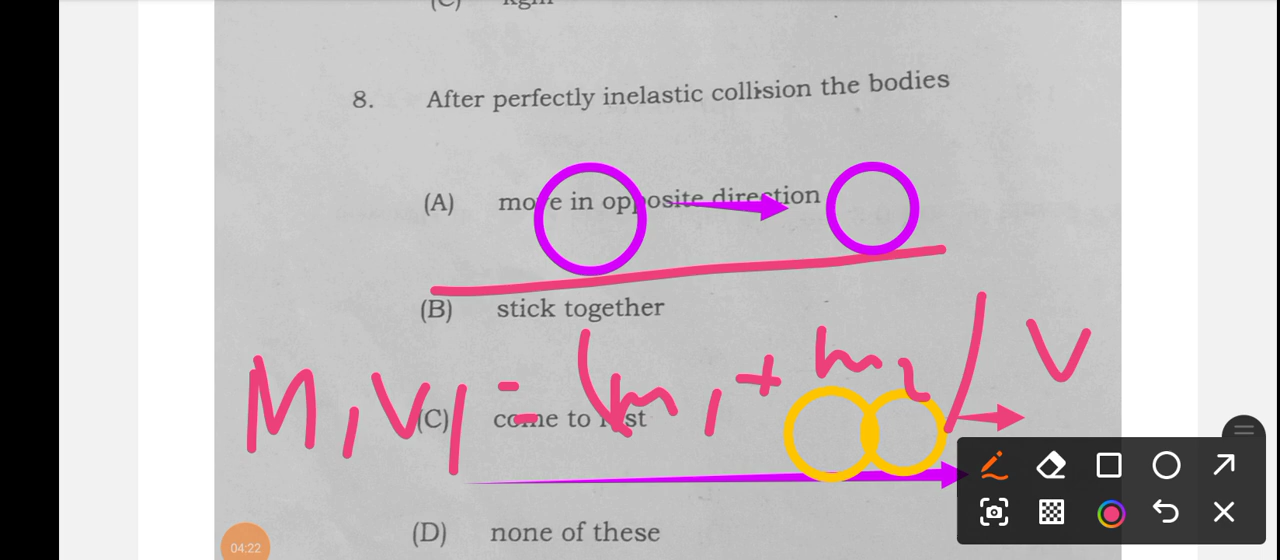 (C) kgm
8. After perfectly inelastic collision the bodies
(A) move in opposite direction
(B) stick together
M1V1 = (m1 + m2) V
(C) come to rest
(D) none of these
04:22